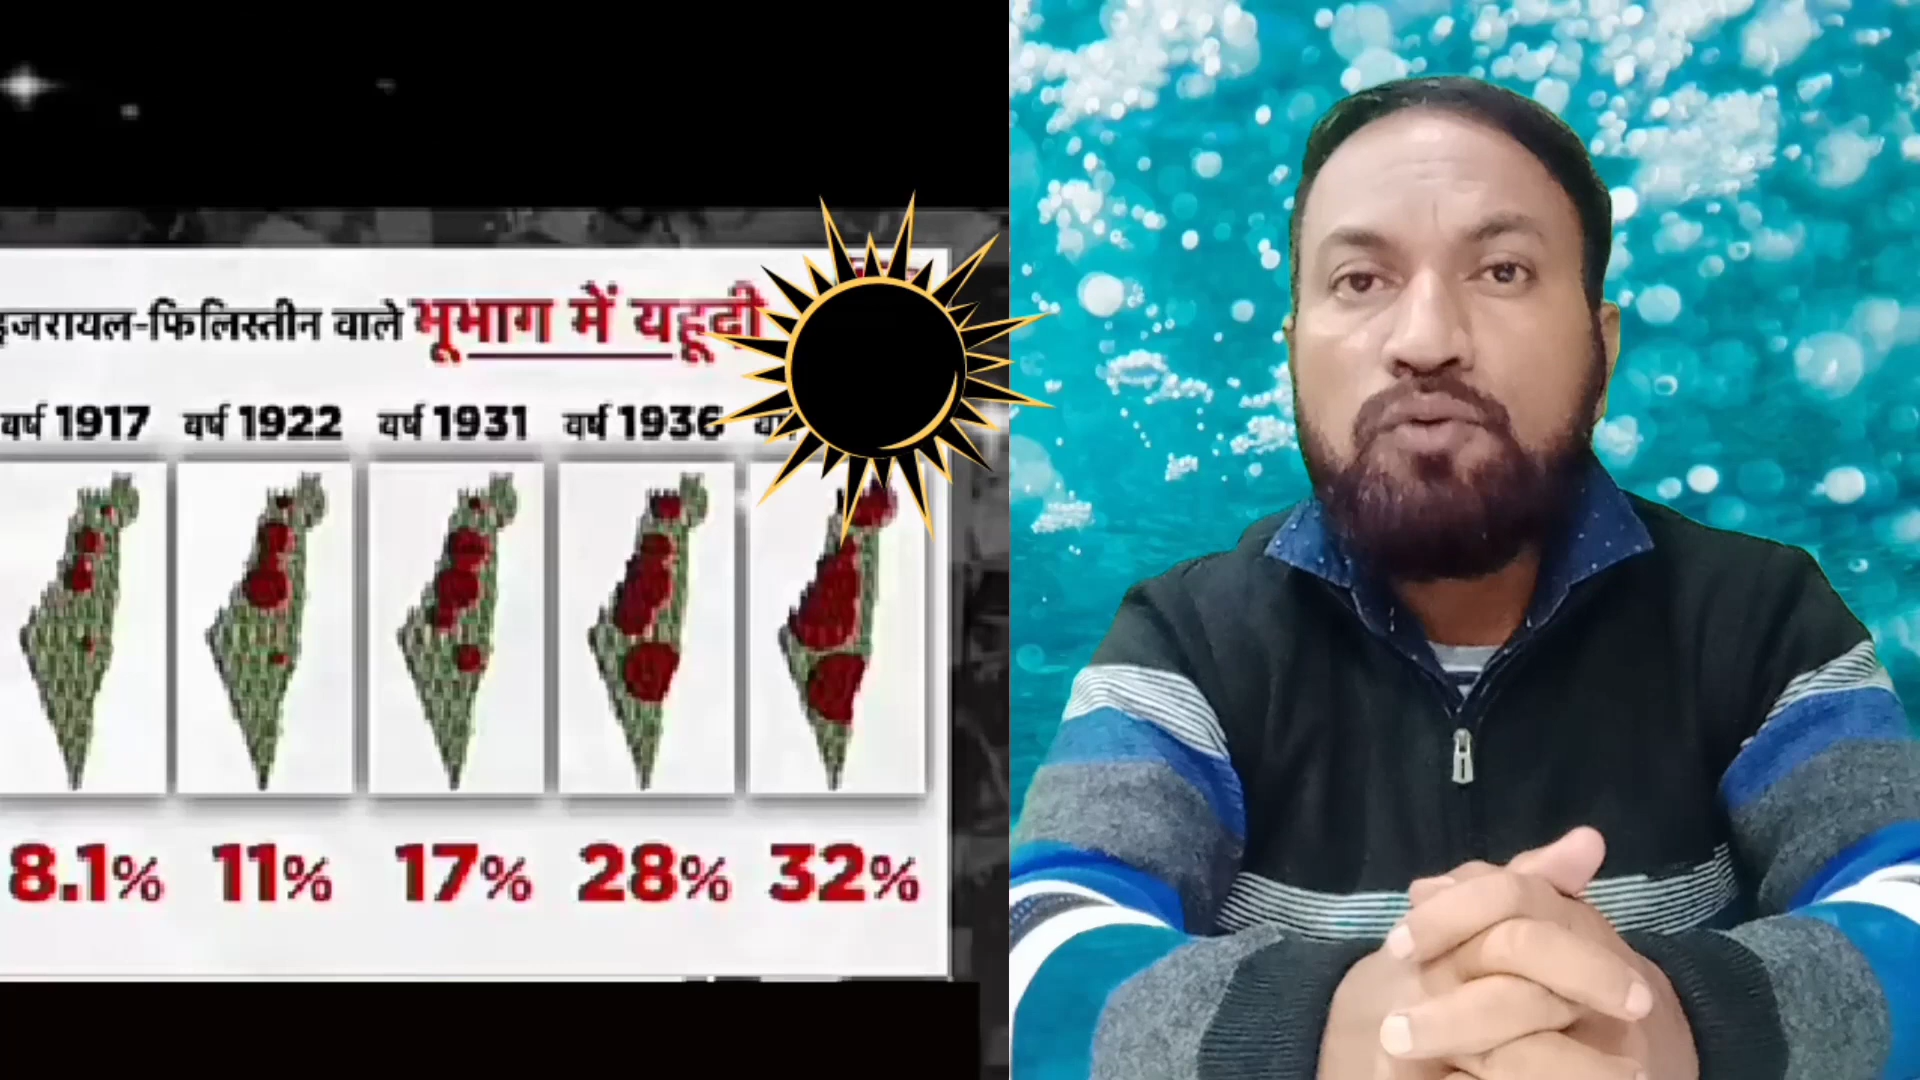 इजरायल-फिलिस्तीन वाले भूभाग में यहूदी
वर्ष 1917 वर्ष 1922 वर्ष 1931 वर्ष 1936
8.1% 11% 17% 28% 32%